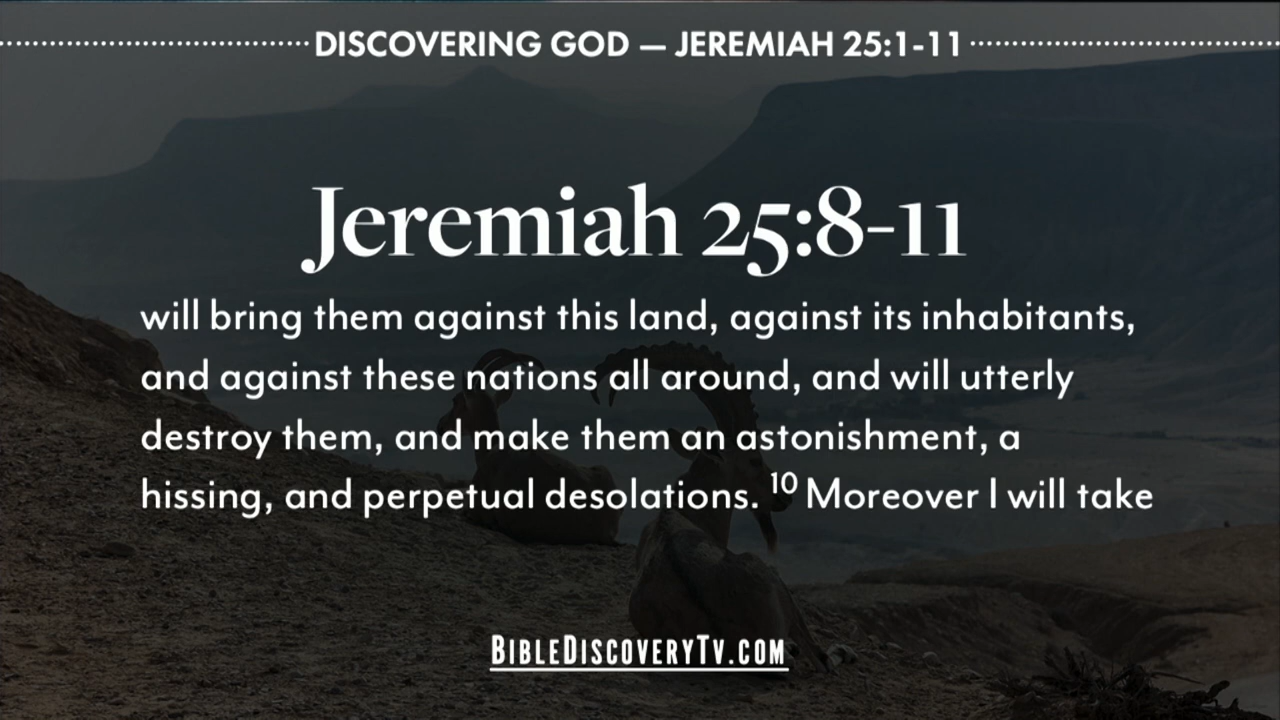 DISCOVERING GOD — JEREMIAH 25:1-11
Jeremiah 25:8-11
will bring them against this land, against its inhabitants,
and against these nations all around, and will utterly
destroy them, and make them an astonishment, a
hissing, and perpetual desolations. ¹⁰ Moreover I will take
BIBLEDISCOVERYTV.COM